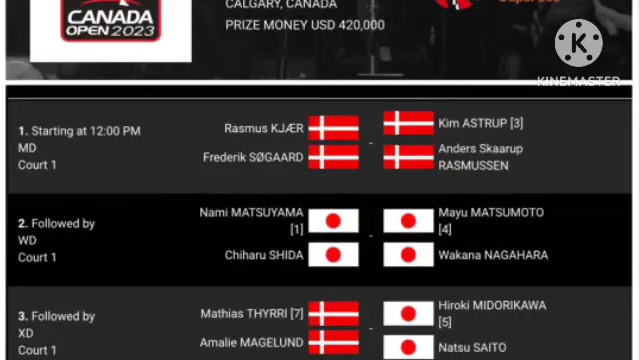 CANADA
OPEN 2023
CALGARY, CANADA
PRIZE MONEY USD 420,000
KINEMASTER
1. Starting at 12:00 PM
MD
Court 1
Rasmus KJÆR
Frederik SØGAARD
-
Kim ASTRUP [3]
Anders Skaarup
RASMUSSEN
2. Followed by
WD
Court 1
Nami MATSUYAMA
[1]
Chiharu SHIDA
-
Mayu MATSUMOTO
[4]
Wakana NAGAHARA
3. Followed by
XD
Court 1
Mathias THYRRI [7]
Amalie MAGELUND
-
Hiroki MIDORIKAWA
[5]
Natsu SAITO